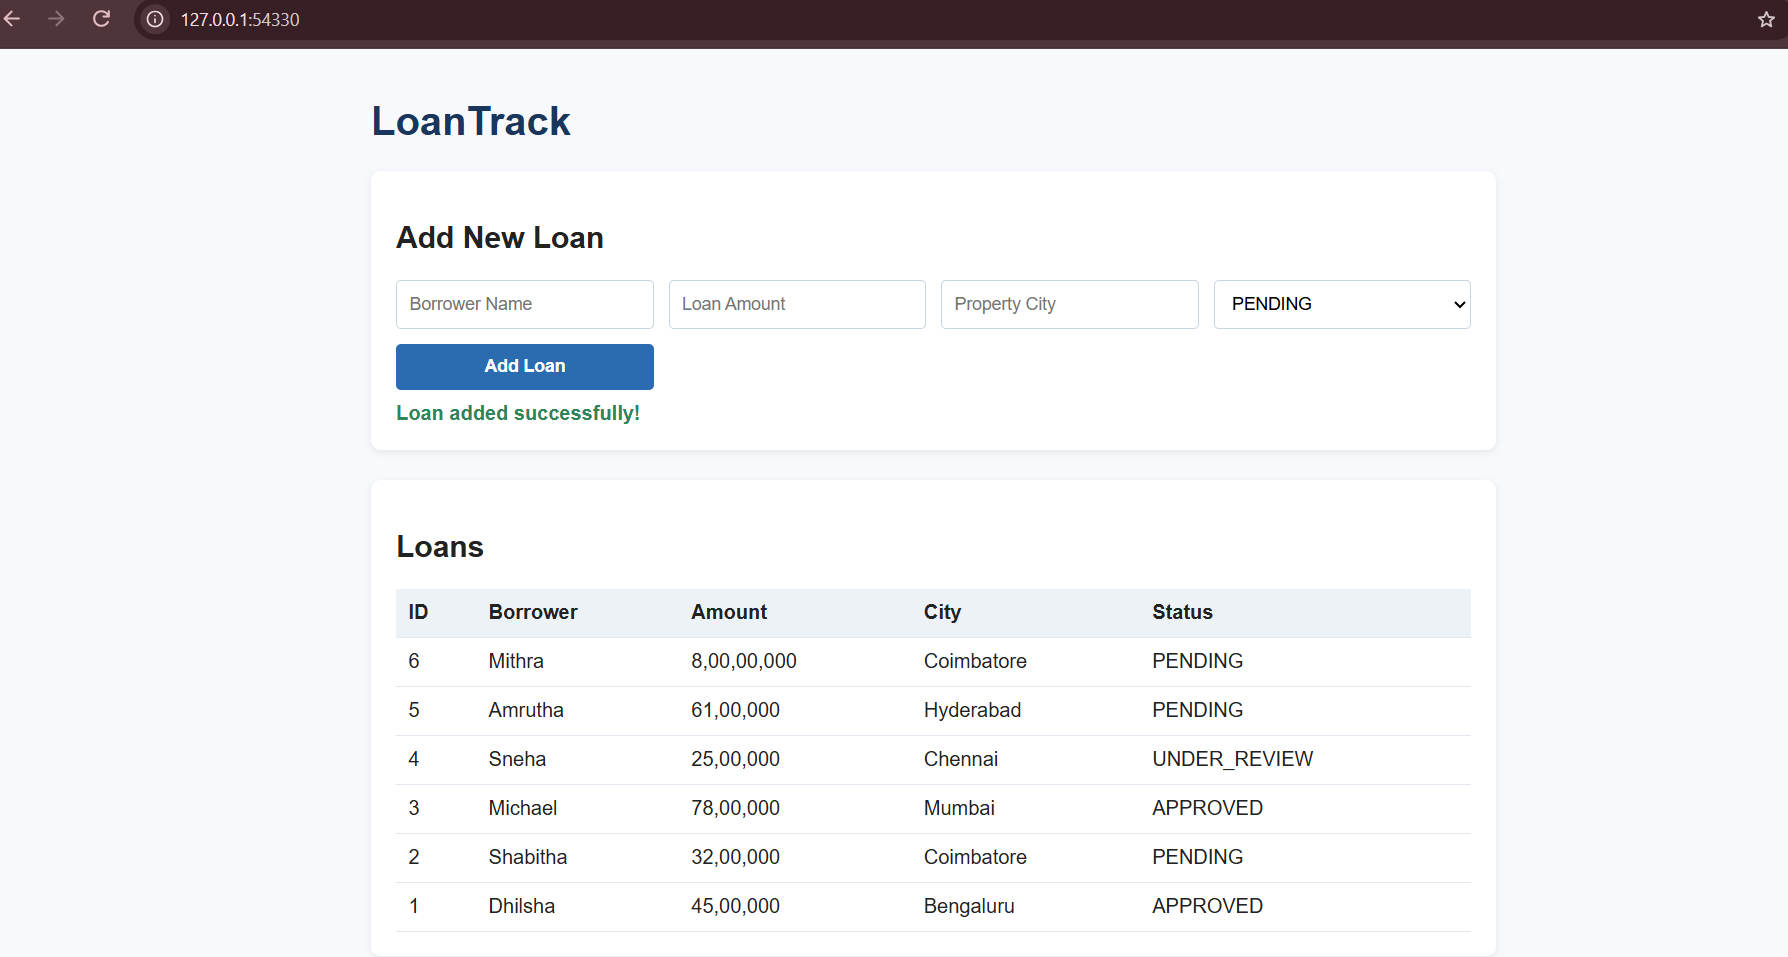 127.0.0.1:54330
LoanTrack
Add New Loan
Borrower Name Loan Amount Property City PENDING
Add Loan
Loan added successfully!
Loans
ID Borrower Amount City Status
6 Mithra 8,00,00,000 Coimbatore PENDING
5 Amrutha 61,00,000 Hyderabad PENDING
4 Sneha 25,00,000 Chennai UNDER_REVIEW
3 Michael 78,00,000 Mumbai APPROVED
2 Shabitha 32,00,000 Coimbatore PENDING
1 Dhilsha 45,00,000 Bengaluru APPROVED